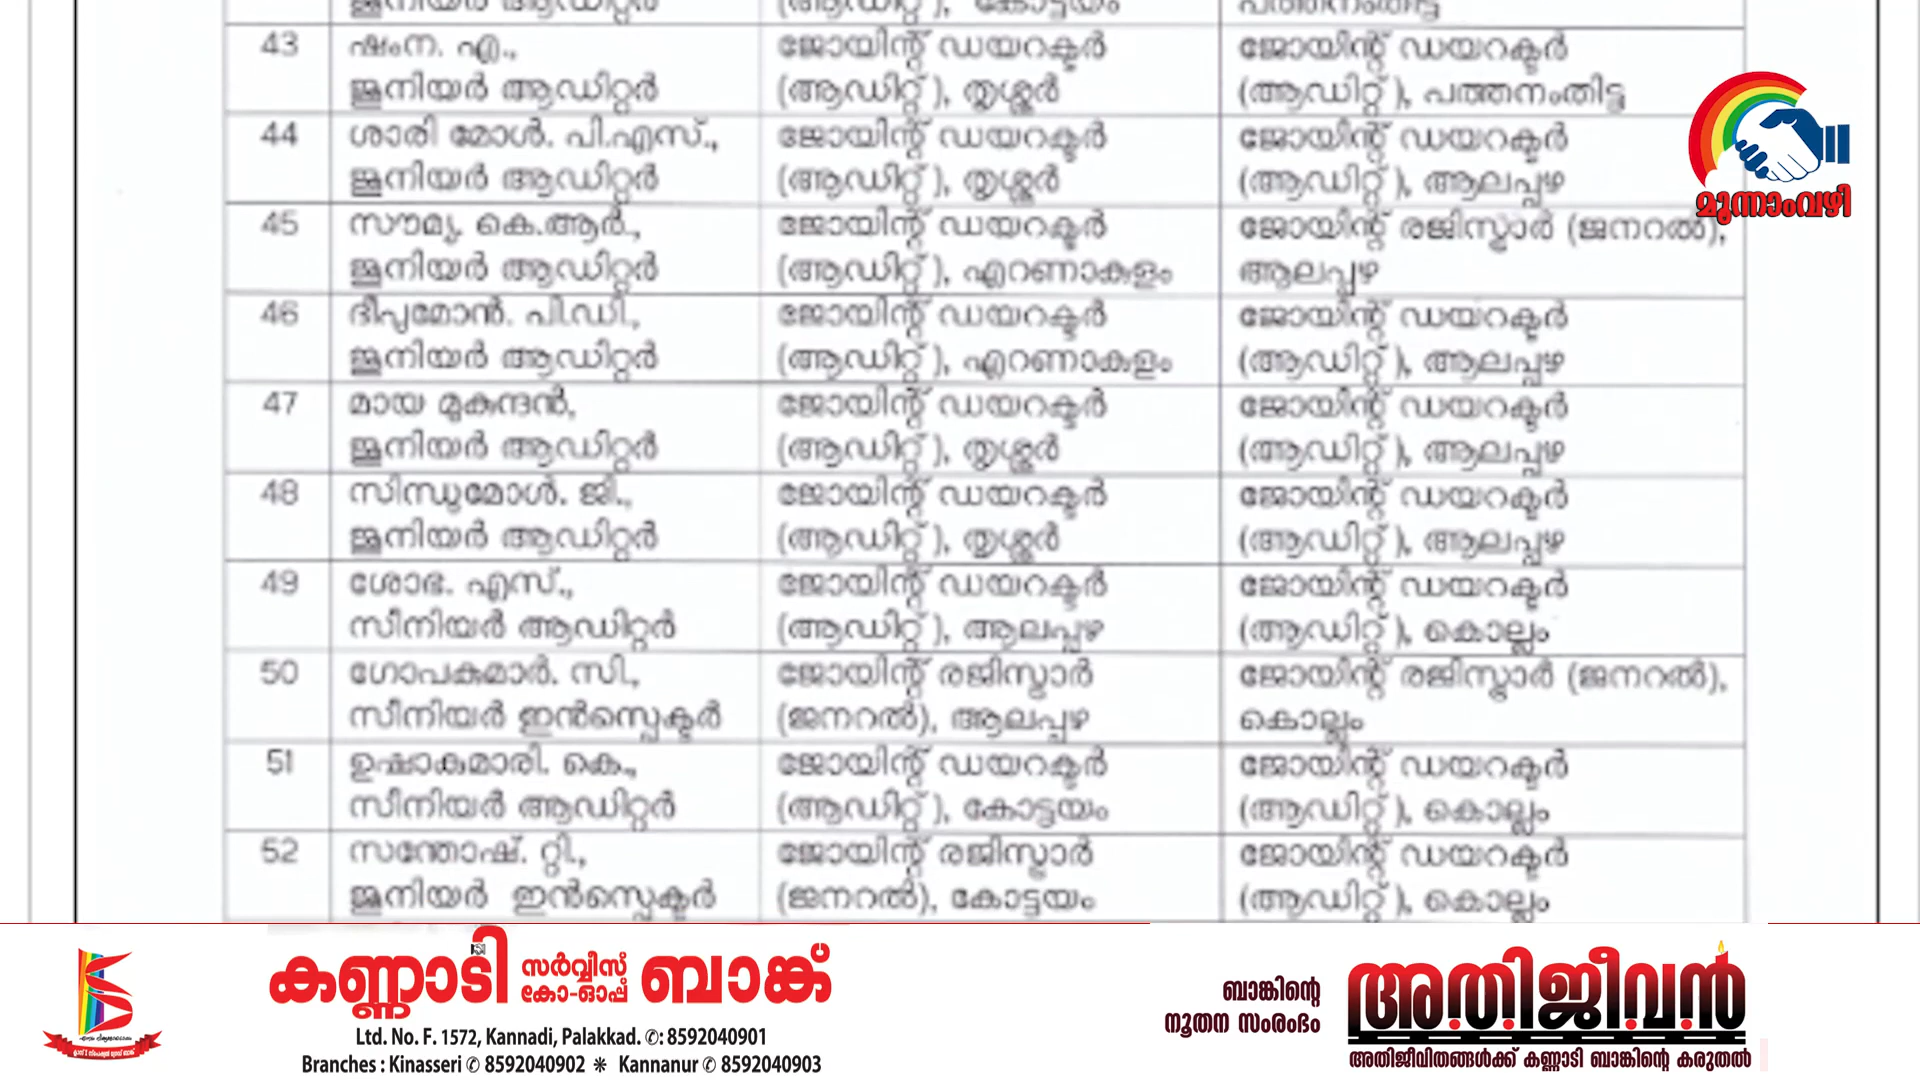 ജൂനിയർ ആഡിറ്റർ (ആഡിറ്റ്), കോട്ടയം പത്തനംതിട്ട
43 ഷംന. എ., ജോയിന്റ് ഡയറക്ടർ ജോയിന്റ് ഡയറക്ടർ
ജൂനിയർ ആഡിറ്റർ (ആഡിറ്റ്), തൃശ്ശൂർ (ആഡിറ്റ്), പത്തനംതിട്ട
44 ശാരി മോൾ. പി.എസ്., ജോയിന്റ് ഡയറക്ടർ ജോയിന്റ് ഡയറക്ടർ
ജൂനിയർ ആഡിറ്റർ (ആഡിറ്റ്), തൃശ്ശൂർ (ആഡിറ്റ്), ആലപ്പുഴ
45 സൗമ്യ. കെ.ആർ., ജോയിന്റ് ഡയറക്ടർ ജോയിന്റ് രജിസ്ട്രാർ (ജനറൽ),
ജൂനിയർ ആഡിറ്റർ (ആഡിറ്റ്), എറണാകുളം ആലപ്പുഴ
46 ദീപുമോൻ. പി.ഡി., ജോയിന്റ് ഡയറക്ടർ ജോയിന്റ് ഡയറക്ടർ
ജൂനിയർ ആഡിറ്റർ (ആഡിറ്റ്), എറണാകുളം (ആഡിറ്റ്), ആലപ്പുഴ
47 മായ മുകുന്ദൻ, ജോയിന്റ് ഡയറക്ടർ ജോയിന്റ് ഡയറക്ടർ
ജൂനിയർ ആഡിറ്റർ (ആഡിറ്റ്), തൃശ്ശൂർ (ആഡിറ്റ്), ആലപ്പുഴ
48 സിന്ധുമോൾ. ജി., ജോയിന്റ് ഡയറക്ടർ ജോയിന്റ് ഡയറക്ടർ
ജൂനിയർ ആഡിറ്റർ (ആഡിറ്റ്), തൃശ്ശൂർ (ആഡിറ്റ്), ആലപ്പുഴ
49 ശോഭ. എസ്., ജോയിന്റ് ഡയറക്ടർ ജോയിന്റ് ഡയറക്ടർ
സീനിയർ ആഡിറ്റർ (ആഡിറ്റ്), ആലപ്പുഴ (ആഡിറ്റ്), കൊല്ലം
50 ഗോപകുമാർ. സി., ജോയിന്റ് രജിസ്ട്രാർ ജോയിന്റ് രജിസ്ട്രാർ (ജനറൽ),
സീനിയർ ഇൻസ്പെക്ടർ (ജനറൽ), ആലപ്പുഴ കൊല്ലം
51 ഉഷാകുമാരി. കെ., ജോയിന്റ് ഡയറക്ടർ ജോയിന്റ് ഡയറക്ടർ
സീനിയർ ആഡിറ്റർ (ആഡിറ്റ്), കോട്ടയം (ആഡിറ്റ്), കൊല്ലം
52 സന്തോഷ്. റ്റി., ജോയിന്റ് രജിസ്ട്രാർ ജോയിന്റ് ഡയറക്ടർ
ജൂനിയർ ഇൻസ്പെക്ടർ (ജനറൽ), കോട്ടയം (ആഡിറ്റ്), കൊല്ലം
മൂന്നാംവഴി
കണ്ണാടി സർവ്വീസ് കോ-ഓപ്പ ബാങ്ക്
Ltd. No. F. 1572, Kannadi, Palakkad. ✆: 8592040901
Branches : Kinasseri ✆ 8592040902 ❋ Kannanur ✆ 8592040903
ബാങ്കിന്റെ
നൂതന സംരംഭം
അതിജീവൻ
അതിജീവിതങ്ങൾക്ക് കണ്ണാടി ബാങ്കിന്റെ കരുതൽ